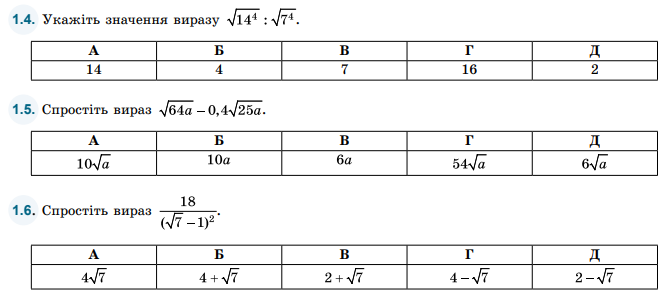 1.4. Укажіть значення виразу √14⁴ : √7⁴.
А Б В Г Д
14 4 7 16 2
1.5. Спростіть вираз √64a – 0,4√25a.
А Б В Г Д
10√a 10a 6a 54√a 6√a
1.6. Спростіть вираз 18/(√7 – 1)².
А Б В Г Д
4√7 4 + √7 2 + √7 4 – √7 2 – √7